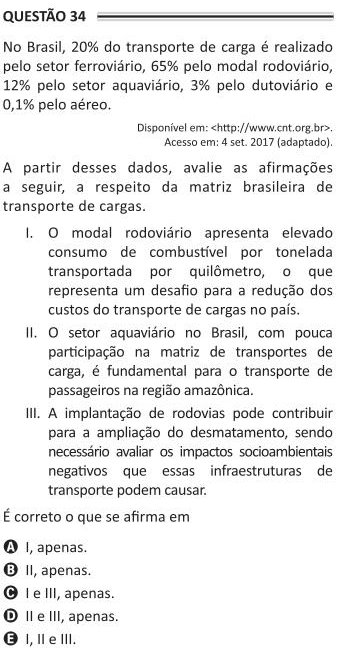 QUESTÃO 34
No Brasil, 20% do transporte de carga é realizado
pelo setor ferroviário, 65% pelo modal rodoviário,
12% pelo setor aquaviário, 3% pelo dutoviário e
0,1% pelo aéreo.
Disponível em: <http://www.cnt.org.br>.
Acesso em: 4 set. 2017 (adaptado).
A partir desses dados, avalie as afirmações
a seguir, a respeito da matriz brasileira de
transporte de cargas.
I. O modal rodoviário apresenta elevado
consumo de combustível por tonelada
transportada por quilômetro, o que
representa um desafio para a redução dos
custos do transporte de cargas no país.
II. O setor aquaviário no Brasil, com pouca
participação na matriz de transportes de
carga, é fundamental para o transporte de
passageiros na região amazônica.
III. A implantação de rodovias pode contribuir
para a ampliação do desmatamento, sendo
necessário avaliar os impactos socioambientais
negativos que essas infraestruturas de
transporte podem causar.
É correto o que se afirma em
A I, apenas.
B II, apenas.
C I e III, apenas.
D II e III, apenas.
E I, II e III.